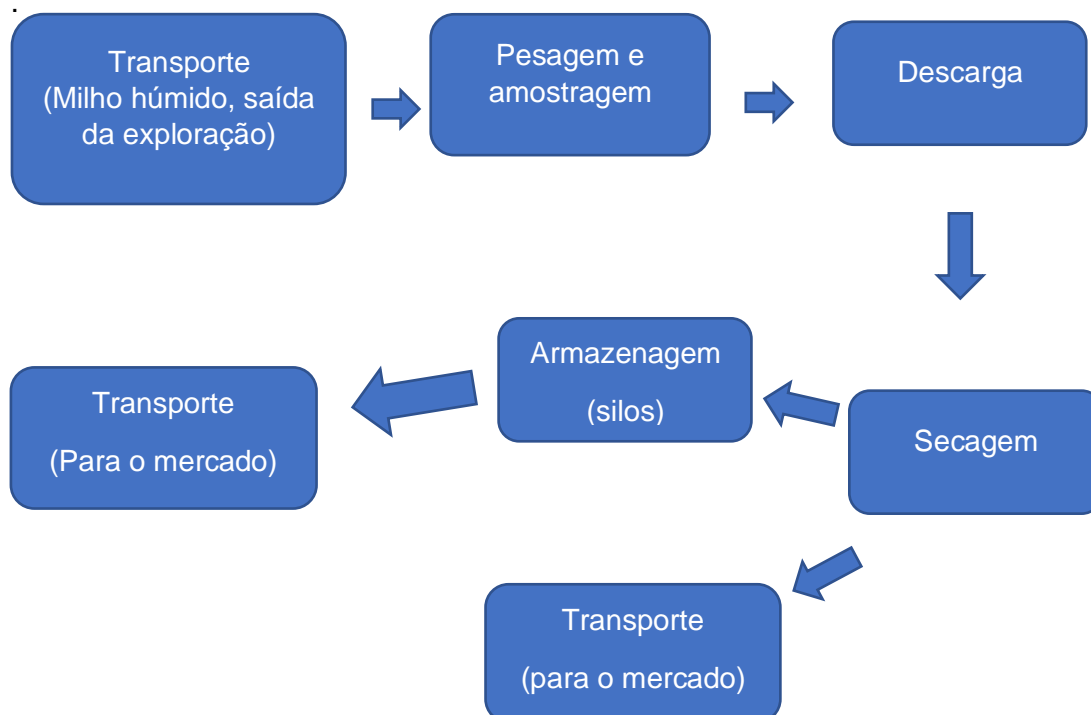 .
Transporte
(Milho húmido, saída
da exploração)
Pesagem e
amostragem
Descarga
Armazenagem
(silos)
Transporte
(Para o mercado)
Secagem
Transporte
(para o mercado)